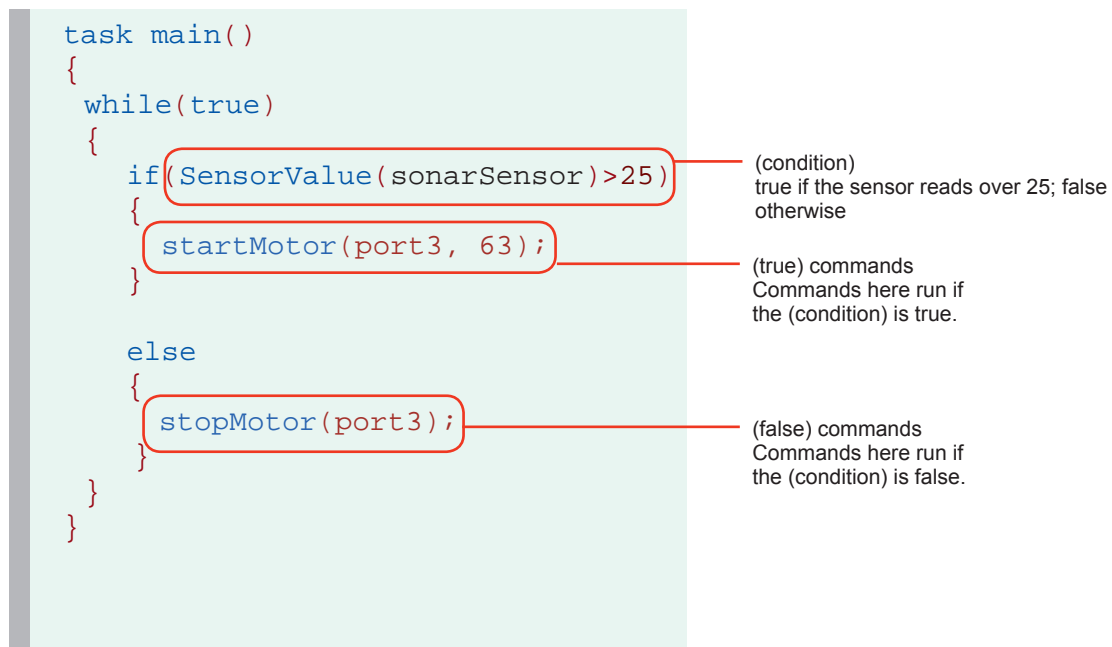 task main()
{
while(true)
{
if(SensorValue(sonarSensor)>25)
{
startMotor(port3, 63);
}
else
{
stopMotor(port3);
}
}
}
(condition)
true if the sensor reads over 25; false
otherwise
(true) commands
Commands here run if
the (condition) is true.
(false) commands
Commands here run if
the (condition) is false.